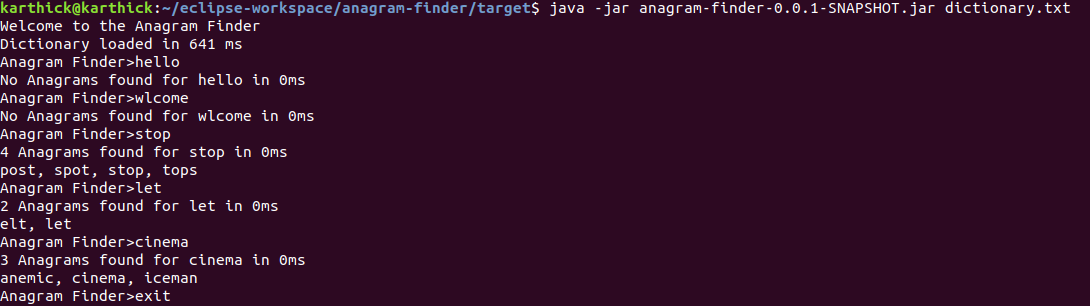 karthick@karthick:~/eclipse-workspace/anagram-finder/target$ java -jar anagram-finder-0.0.1-SNAPSHOT.jar dictionary.txt
Welcome to the Anagram Finder
Dictionary loaded in 641 ms
Anagram Finder>hello
No Anagrams found for hello in 0ms
Anagram Finder>wlcome
No Anagrams found for wlcome in 0ms
Anagram Finder>stop
4 Anagrams found for stop in 0ms
post, spot, stop, tops
Anagram Finder>let
2 Anagrams found for let in 0ms
elt, let
Anagram Finder>cinema
3 Anagrams found for cinema in 0ms
anemic, cinema, iceman
Anagram Finder>exit